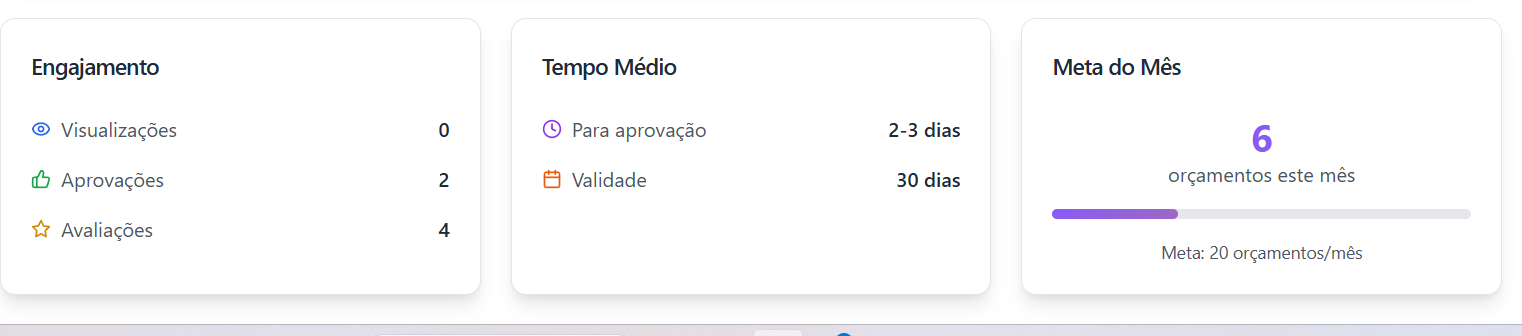 Engajamento
Visualizações 0
Aprovações 2
Avaliações 4
Tempo Médio
Para aprovação 2-3 dias
Validade 30 dias
Meta do Mês
6
orçamentos este mês
Meta: 20 orçamentos/mês